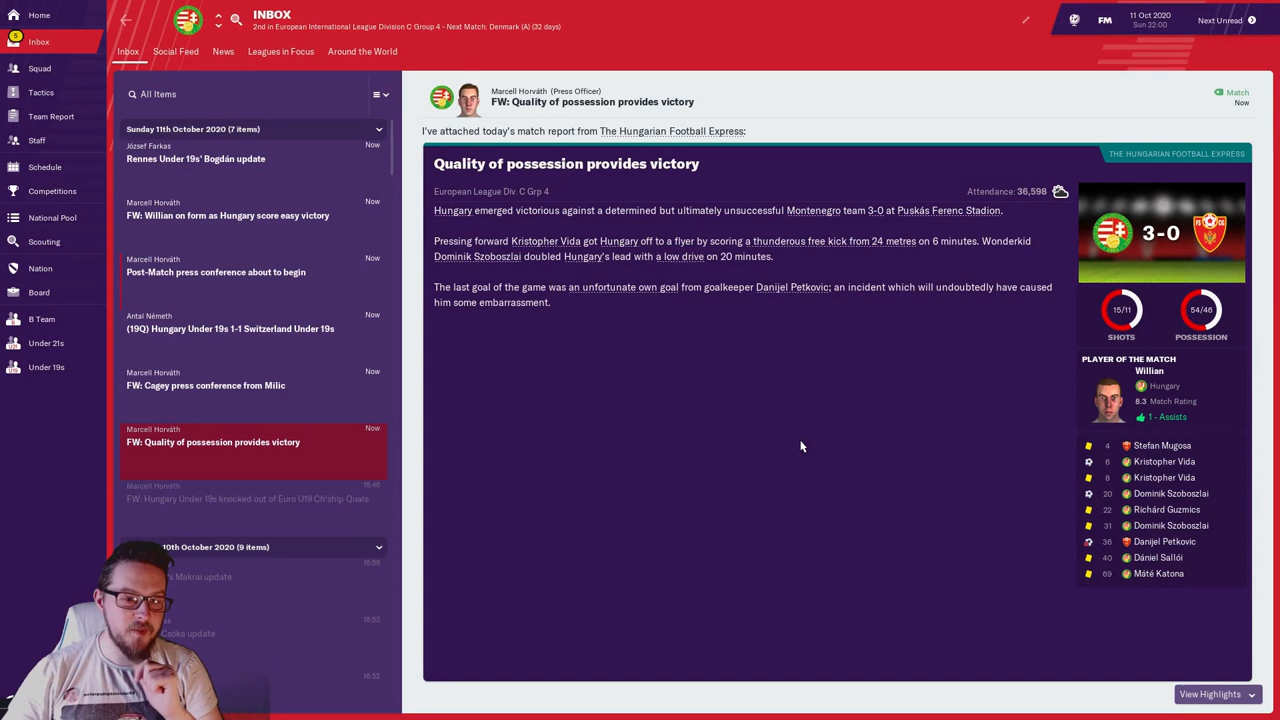 Home
5
Inbox
Squad
Tactics
Team Report
Staff
Schedule
Competitions
National Pool
Scouting
Nation
Board
B Team
Under 21s
Under 19s
INBOX
2nd in European International League Division C Group 4 - Next Match: Denmark (A) (32 days)
FM
11 Oct 2020
Sun 22:00
Next Unread
Inbox
Social Feed
News
Leagues in Focus
Around the World
All Items
Sunday 11th October 2020 (7 items)
József Farkas
Now
Rennes Under 19s' Bogdán update
Marcell Horváth
Now
FW: Willian on form as Hungary score easy victory
Marcell Horváth
Now
Post-Match press conference about to begin
Antal Németh
Now
(19Q) Hungary Under 19s 1-1 Switzerland Under 19s
Marcell Horváth
Now
FW: Cagey press conference from Milic
Marcell Horváth
Now
FW: Quality of possession provides victory
Marcell Horváth
16:46
FW: Hungary Under 19s knocked out of Euro U19 Ch'ship Quals
10th October 2020 (9 items)
16:59
's Makrai update
16:53
Csóka update
16:52
Marcell Horváth (Press Officer)
FW: Quality of possession provides victory
Match
Now
I've attached today's match report from The Hungarian Football Express:
THE HUNGARIAN FOOTBALL EXPRESS
Quality of possession provides victory
European League Div. C Grp 4
Attendance: 36,598
Hungary emerged victorious against a determined but ultimately unsuccessful Montenegro team 3-0 at Puskás Ferenc Stadion.
Pressing forward Kristopher Vida got Hungary off to a flyer by scoring a thunderous free kick from 24 metres on 6 minutes. Wonderkid
Dominik Szoboszlai doubled Hungary's lead with a low drive on 20 minutes.
The last goal of the game was an unfortunate own goal from goalkeeper Danijel Petkovic; an incident which will undoubtedly have caused
him some embarrassment.
3-0
15/11
54/46
SHOTS
POSSESSION
PLAYER OF THE MATCH
Willian
Hungary
8.3 Match Rating
1 - Assists
4 Stefan Mugosa
6 Kristopher Vida
8 Kristopher Vida
20 Dominik Szoboszlai
22 Richárd Guzmics
31 Dominik Szoboszlai
36 Danijel Petkovic
40 Dániel Sallói
69 Máté Katona
View Highlights